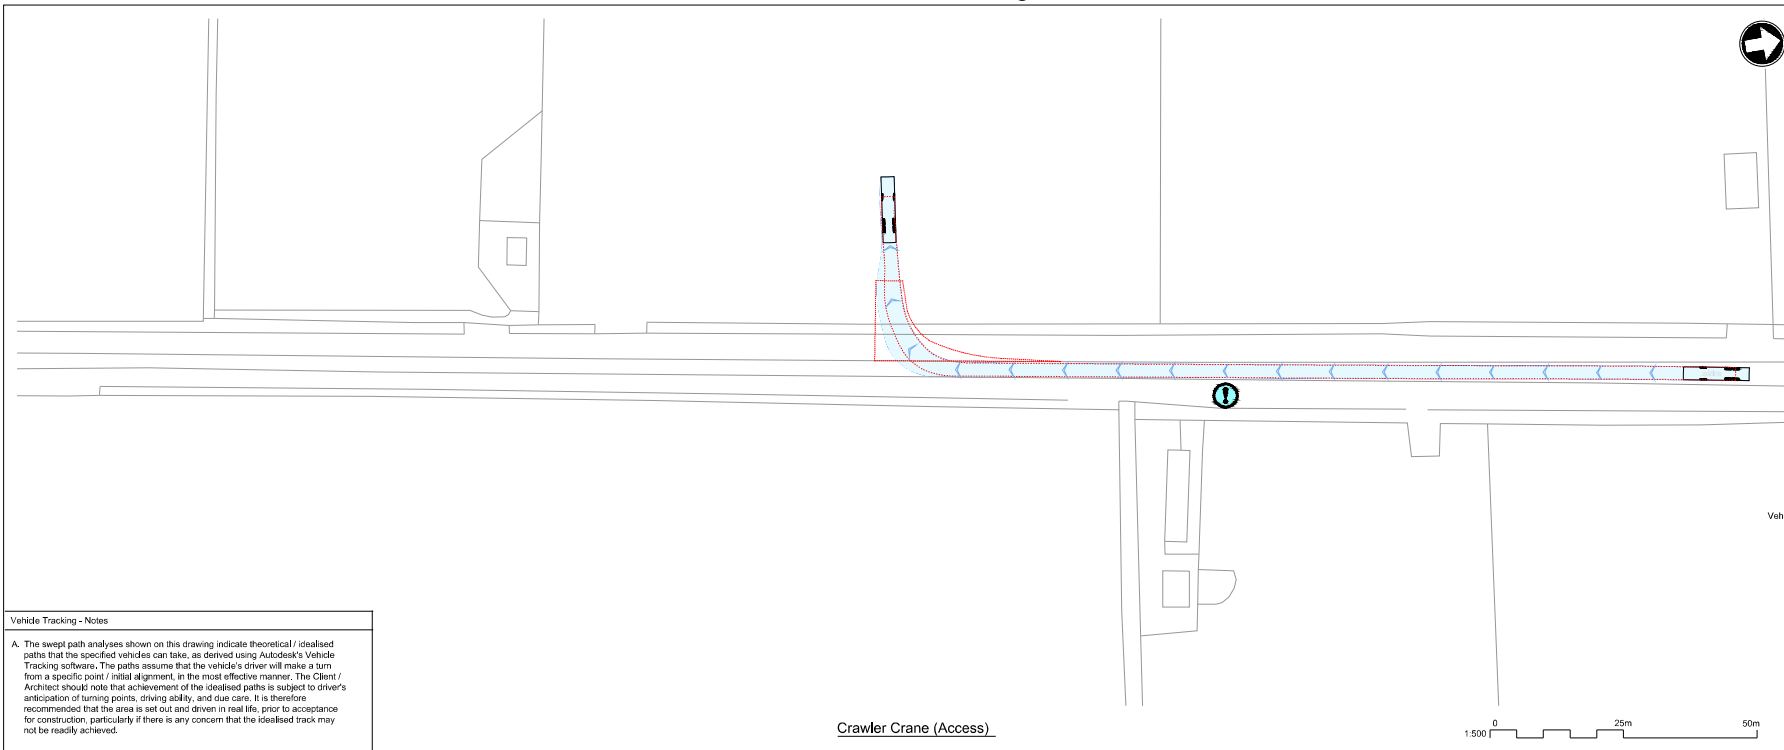 Veh
Vehicle Tracking - Notes
A. The swept path analyses shown on this drawing indicate theoretical / idealised
paths that the specified vehicles can take, as derived using Autodesk's Vehicle
Tracking software. The paths assume that the vehicle's driver will make a turn
from a specific point / initial alignment, in the most effective manner. The Client /
Architect should note that achievement of the idealised paths is subject to driver's
anticipation of turning points, driving ability, and due care. It is therefore
recommended that the area is set out and driven in real life, prior to acceptance
for construction, particularly if there is any concern that the idealised track may
not be readily achieved.
Crawler Crane (Access)
0 25m 50m
1:500